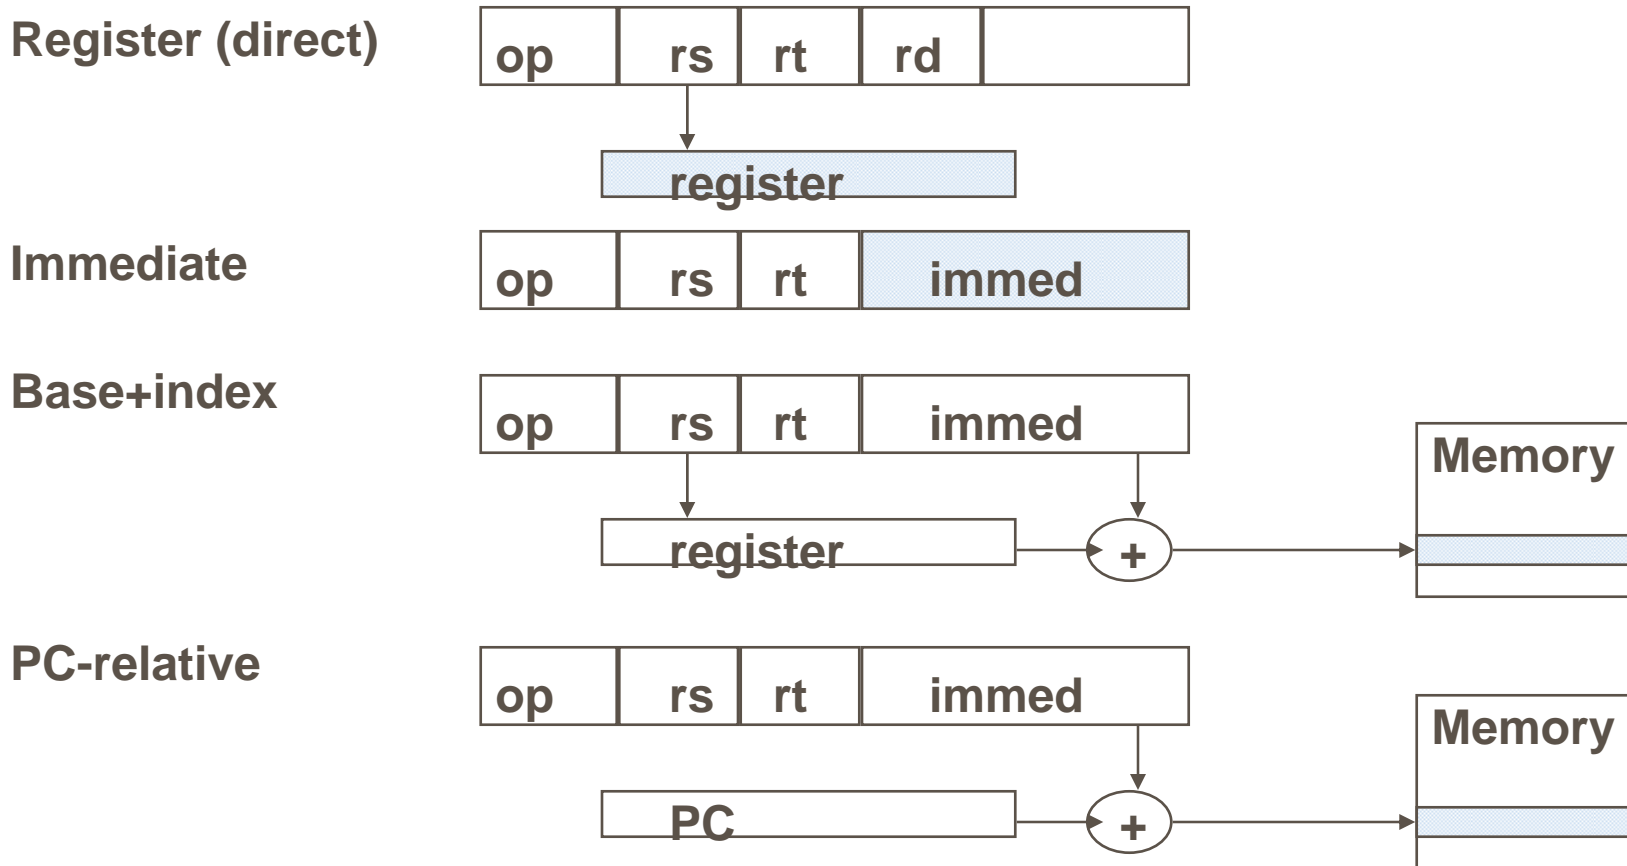 Register (direct)
op rs rt rd
register
Immediate
op rs rt immed
Base+index
op rs rt immed
Memory
register +
PC-relative
op rs rt immed
Memory
PC +